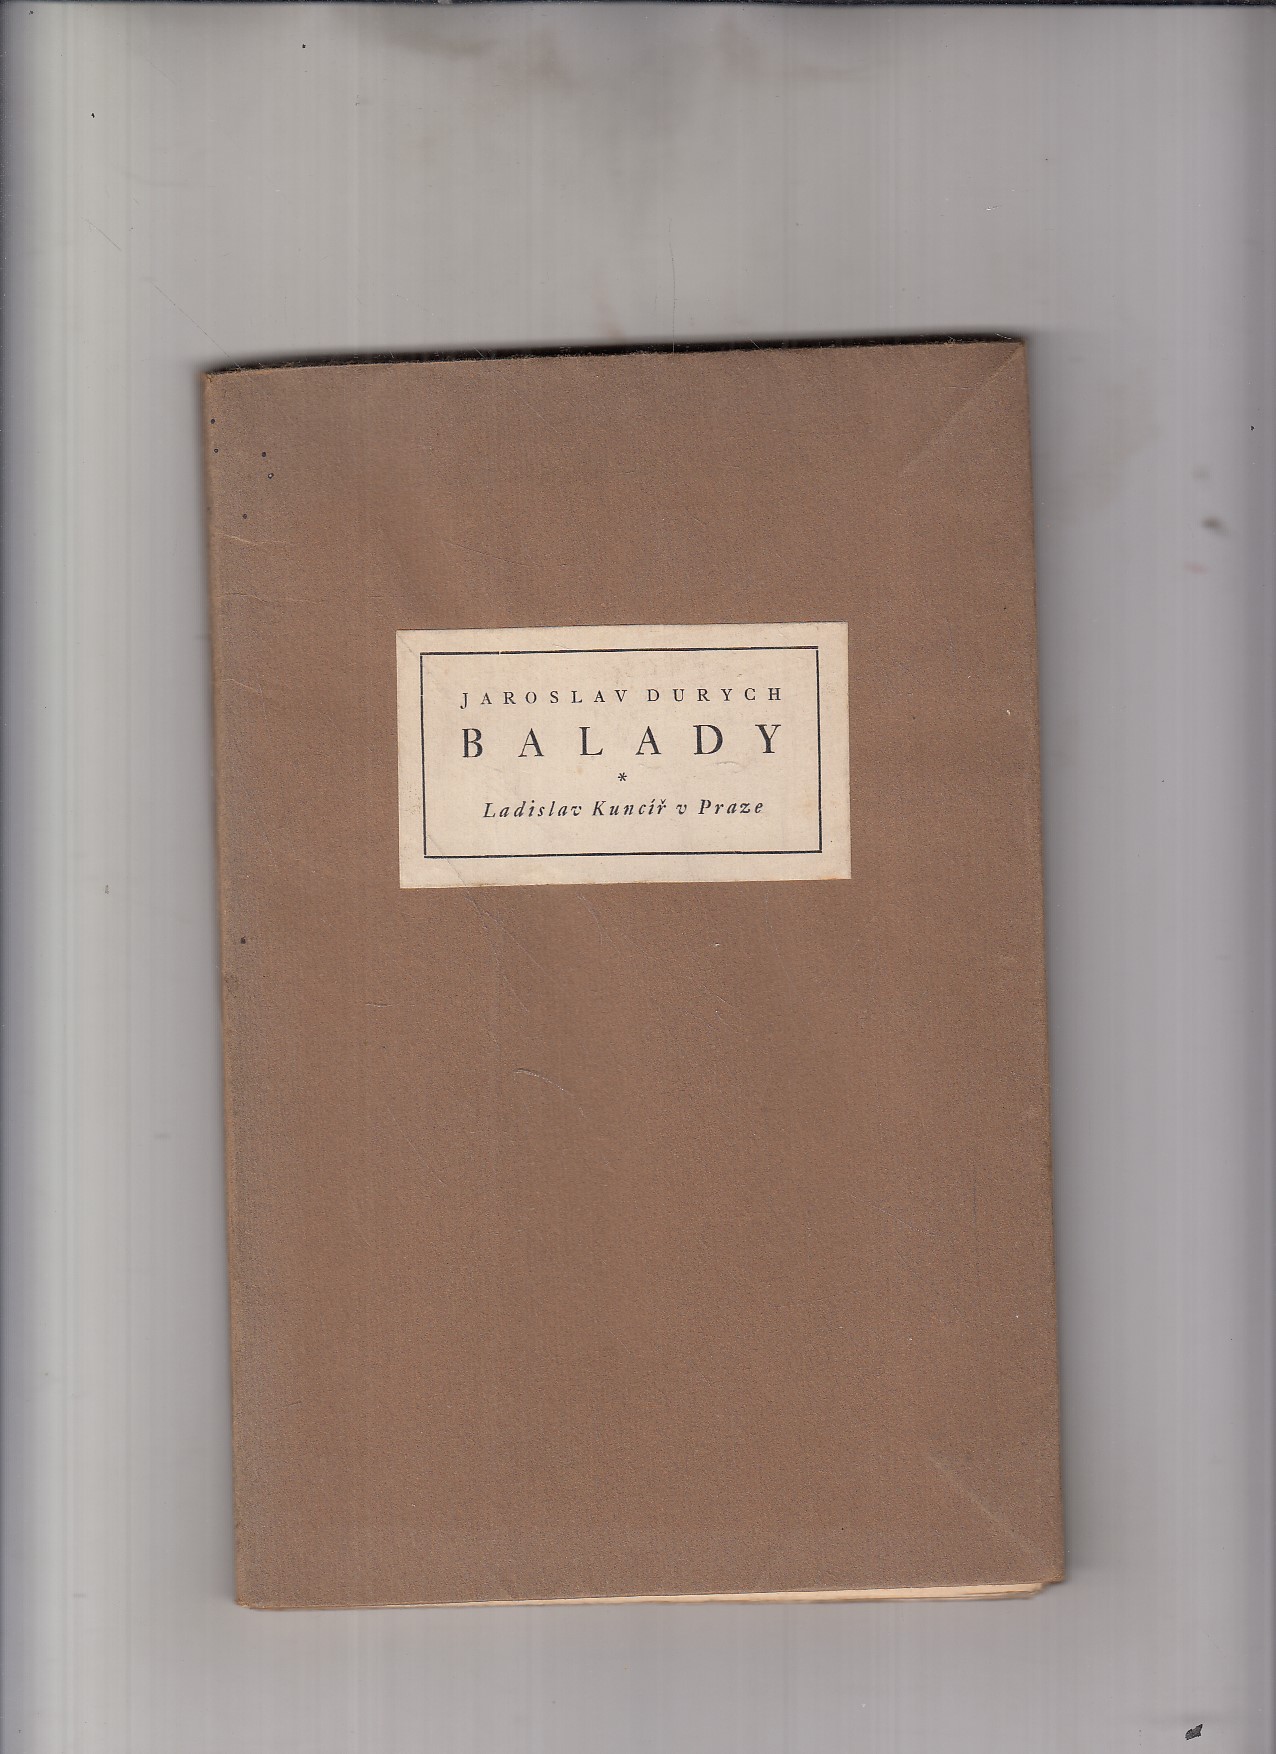 JAROSLAV DURYCH
BALADY
*
Ladislav Kuncíř v Praze